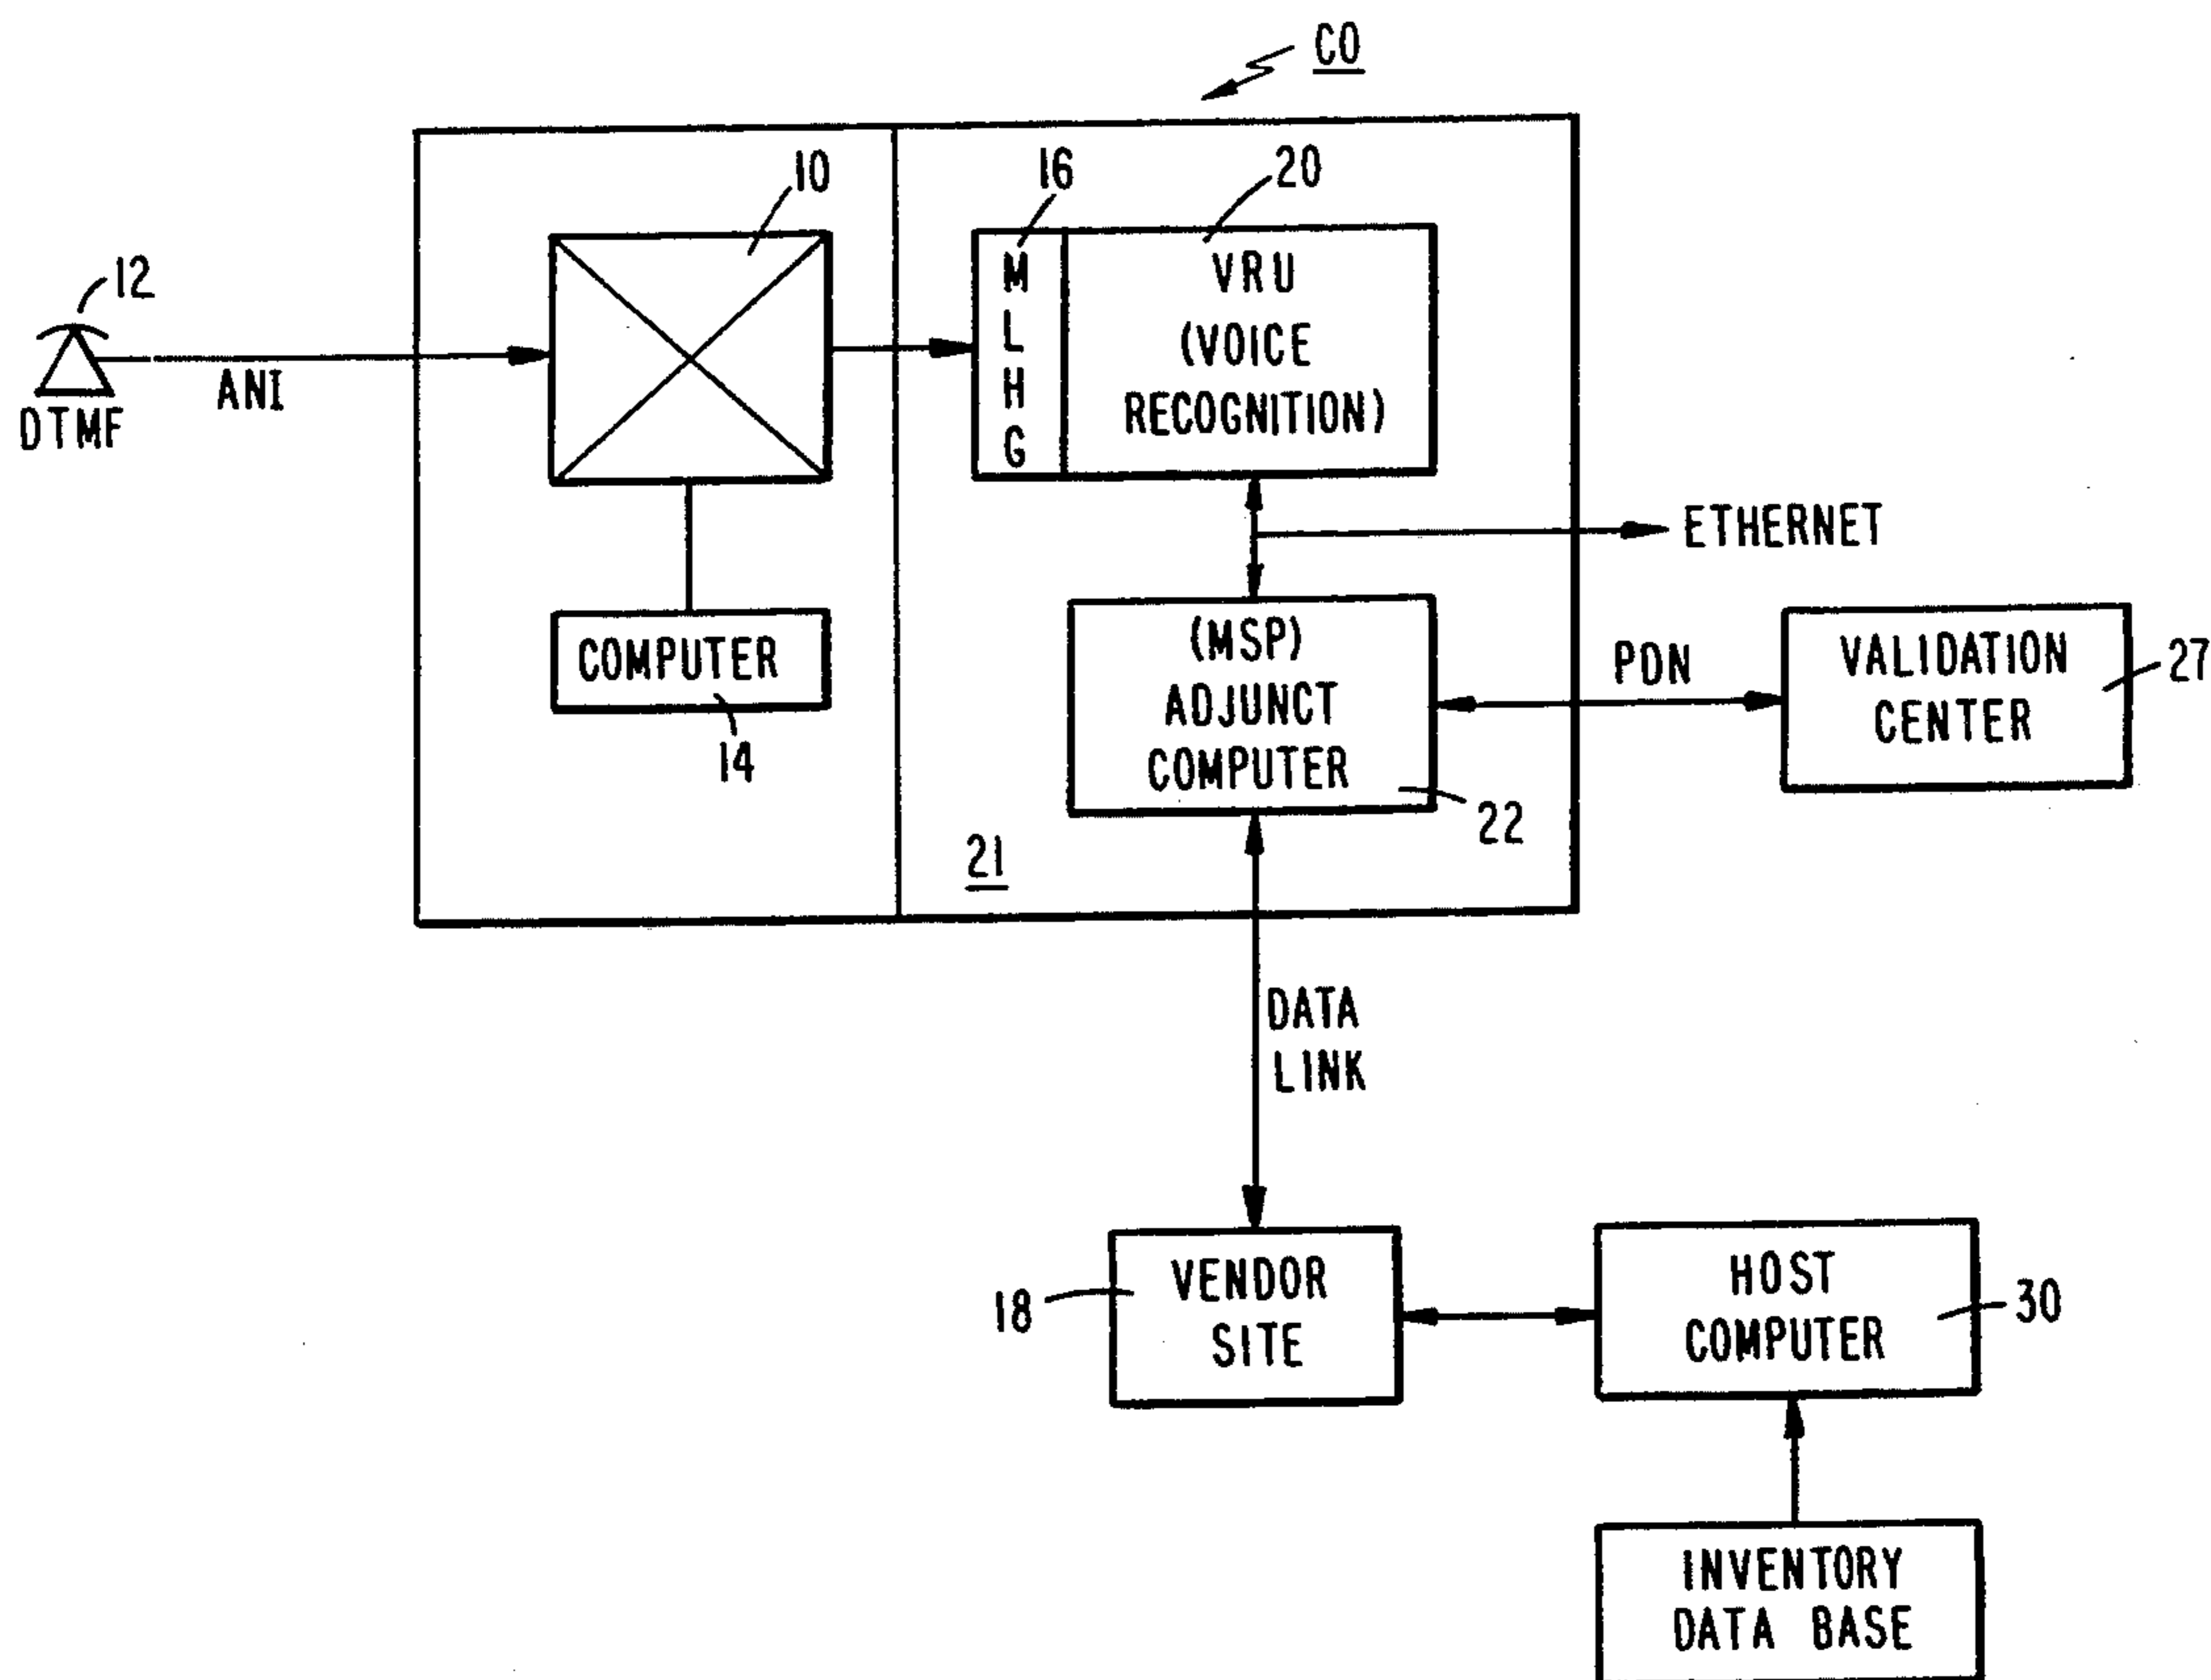 CO
10
16
20
12
DTMF
ANI
M
L
H
G
VRU
(VOICE
RECOGNITION)
ETHERNET
COMPUTER
14
(MSP)
ADJUNCT
COMPUTER
22
21
PDN
VALIDATION
CENTER
27
DATA
LINK
18
VENDOR
SITE
HOST
COMPUTER
30
INVENTORY
DATA BASE